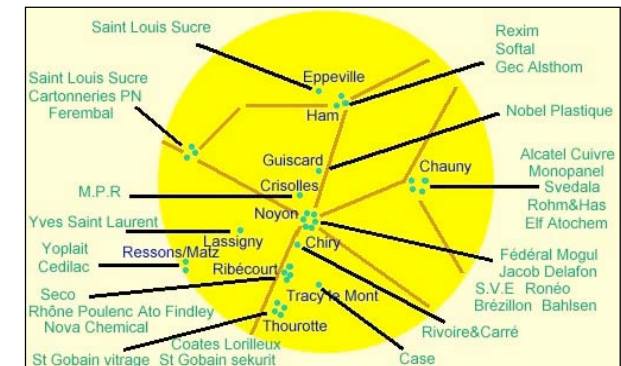 Saint Louis Sucre
Rexim
Softal
Gec Alsthom
Eppeville
Saint Louis Sucre
Cartonneries PN
Ferembal
Ham
Nobel Plastique
Guiscard
Chauny
Alcatel Cuivre
Monopanel
Svedala
Rohm&Has
Elf Atochem
M.P.R
Crisolles
Noyon
Yves Saint Laurent
Lassigny
Chiry
Yoplait
Cedilac
Ressons/Matz
Ribécourt
Fédéral Mogul
Jacob Delafon
S.V.E Ronéo
Brézillon Bahlsen
Seco
Tracy le Mont
Rhône Poulenc Ato Findley
Nova Chemical
Thourotte
Rivoire&Carré
Coates Lorilleux
St Gobain vitrage St Gobain sekurit
Case